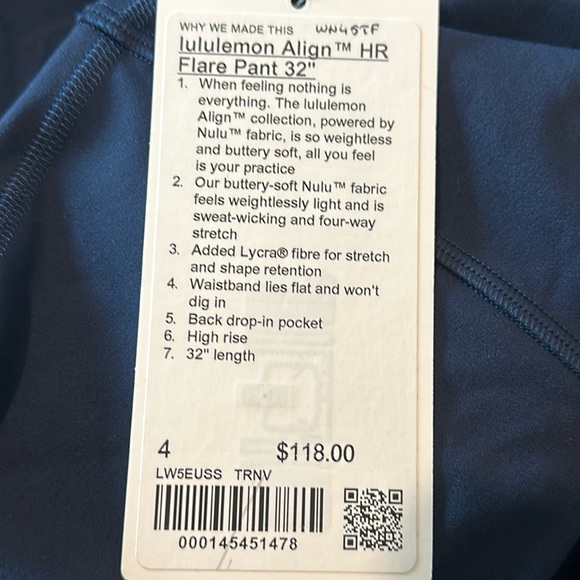 WHY WE MADE THIS WN45TF
lululemon Align™ HR
Flare Pant 32"
1. When feeling nothing is
everything. The lululemon
Align™ collection, powered by
Nulu™ fabric, is so weightless
and buttery soft, all you feel
is your practice
2. Our buttery-soft Nulu™ fabric
feels weightlessly light and is
sweat-wicking and four-way
stretch
3. Added Lycra® fibre for stretch
and shape retention
4. Waistband lies flat and won't
dig in
5. Back drop-in pocket
6. High rise
7. 32" length
4 $118.00
LW5EUSS TRNV
000145451478